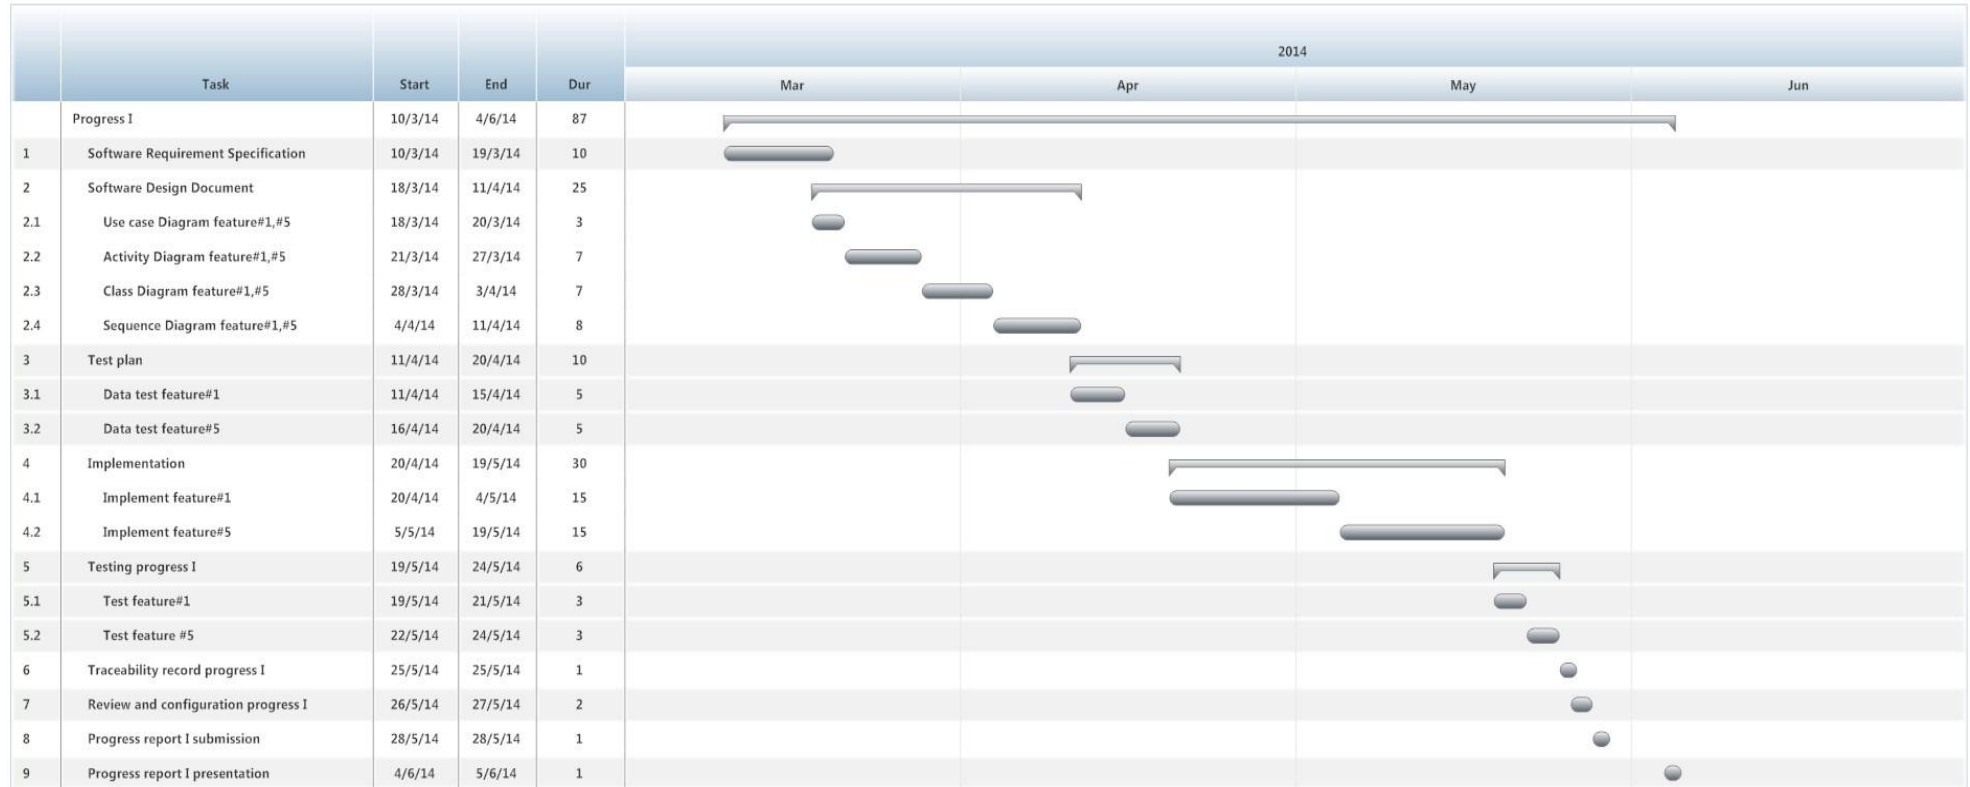 2014
Task Start End Dur Mar Apr May Jun
Progress I 10/3/14 4/6/14 87
1 Software Requirement Specification 10/3/14 19/3/14 10
2 Software Design Document 18/3/14 11/4/14 25
2.1 Use case Diagram feature#1,#5 18/3/14 20/3/14 3
2.2 Activity Diagram feature#1,#5 21/3/14 27/3/14 7
2.3 Class Diagram feature#1,#5 28/3/14 3/4/14 7
2.4 Sequence Diagram feature#1,#5 4/4/14 11/4/14 8
3 Test plan 11/4/14 20/4/14 10
3.1 Data test feature#1 11/4/14 15/4/14 5
3.2 Data test feature#5 16/4/14 20/4/14 5
4 Implementation 20/4/14 19/5/14 30
4.1 Implement feature#1 20/4/14 4/5/14 15
4.2 Implement feature#5 5/5/14 19/5/14 15
5 Testing progress I 19/5/14 24/5/14 6
5.1 Test feature#1 19/5/14 21/5/14 3
5.2 Test feature #5 22/5/14 24/5/14 3
6 Traceability record progress I 25/5/14 25/5/14 1
7 Review and configuration progress I 26/5/14 27/5/14 2
8 Progress report I submission 28/5/14 28/5/14 1
9 Progress report I presentation 4/6/14 5/6/14 1